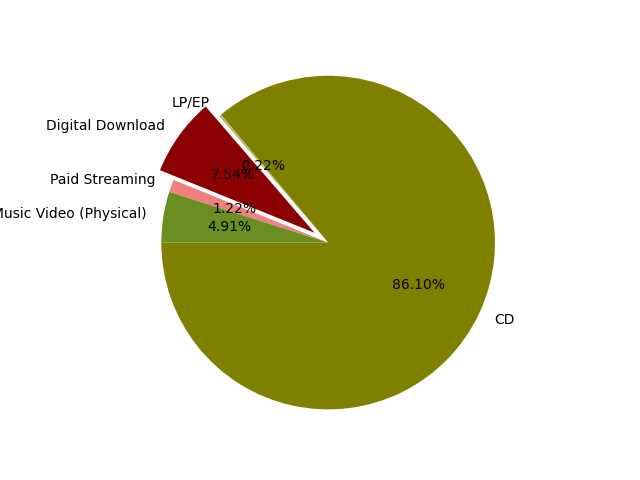 LP/EP
Digital Download
0.22%
7.54%
Paid Streaming
1.22%
Music Video (Physical)
4.91%
86.10%
CD